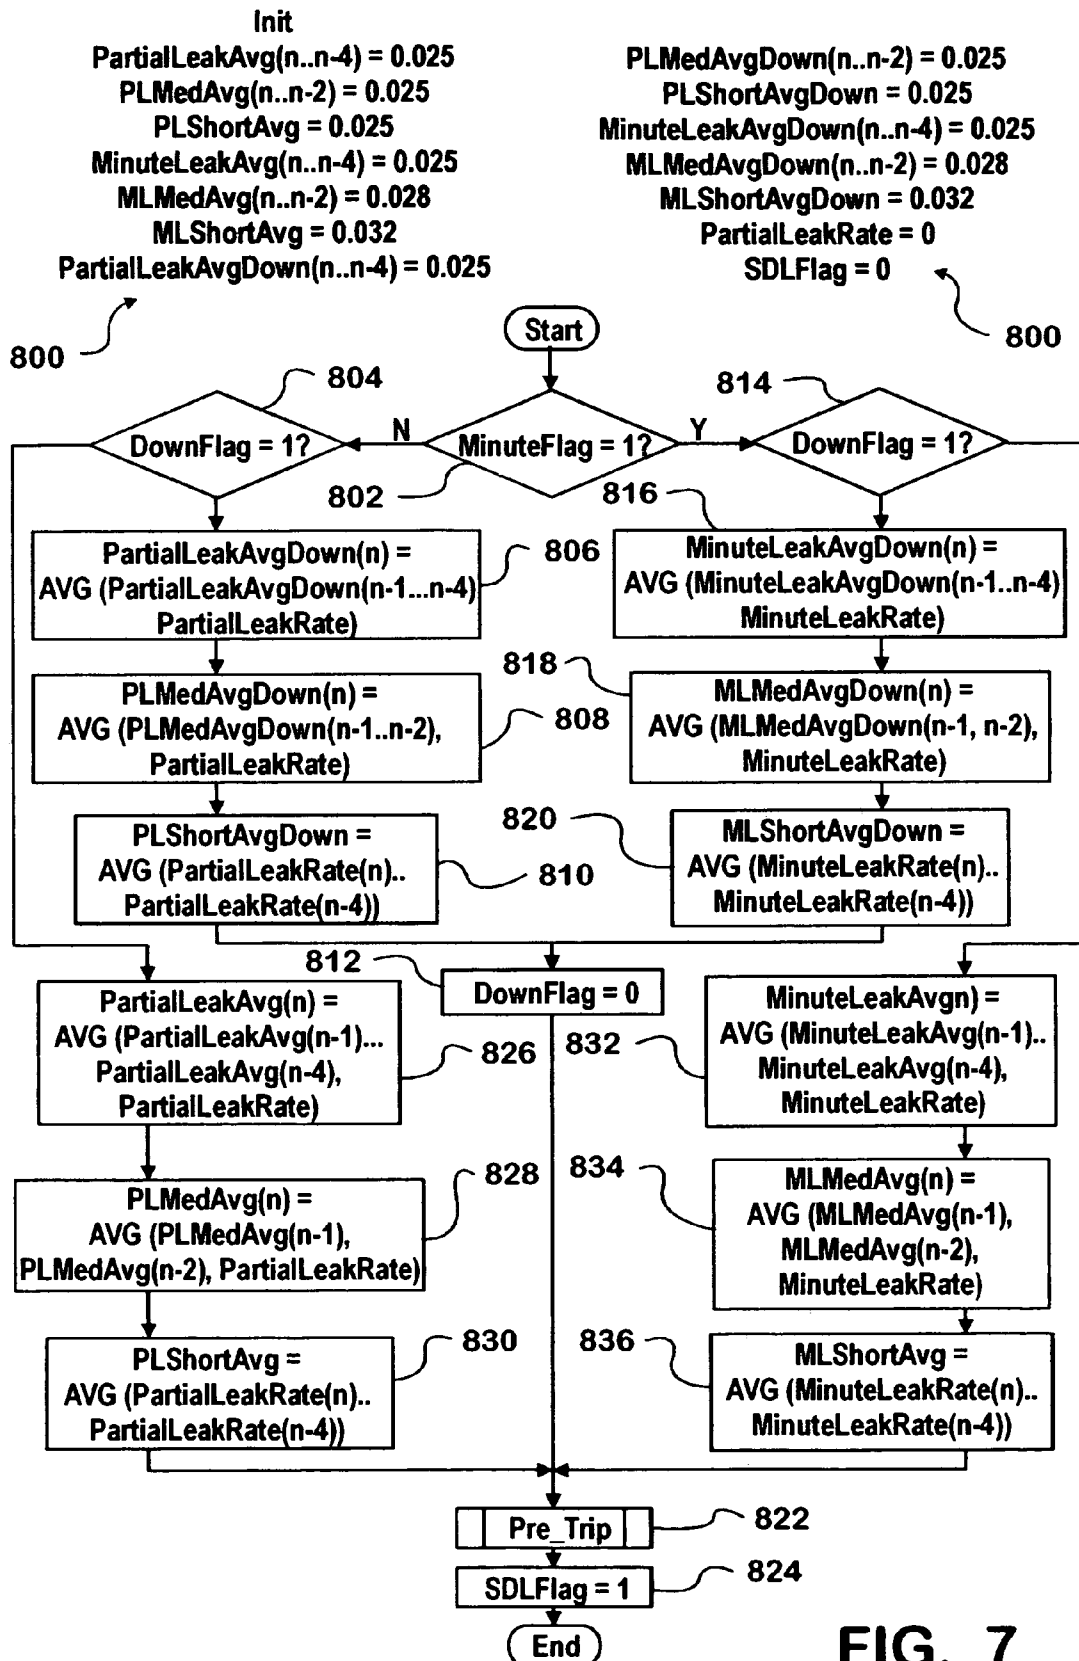 Init
PartialLeakAvg(n..n-4) = 0.025
PLMedAvg(n..n-2) = 0.025
PLShortAvg = 0.025
MinuteLeakAvg(n..n-4) = 0.025
MLMedAvg(n..n-2) = 0.028
MLShortAvg = 0.032
PartialLeakAvgDown(n..n-4) = 0.025
800
PLMedAvgDown(n..n-2) = 0.025
PLShortAvgDown = 0.025
MinuteLeakAvgDown(n..n-4) = 0.025
MLMedAvgDown(n..n-2) = 0.028
MLShortAvgDown = 0.032
PartialLeakRate = 0
SDLFlag = 0
800
Start
804
DownFlag = 1?
N
MinuteFlag = 1?
802
Y
814
DownFlag = 1?
PartialLeakAvgDown(n) =
AVG (PartialLeakAvgDown(n-1...n-4)
PartialLeakRate)
806
816
MinuteLeakAvgDown(n) =
AVG (MinuteLeakAvgDown(n-1..n-4)
MinuteLeakRate)
PLMedAvgDown(n) =
AVG (PLMedAvgDown(n-1..n-2),
PartialLeakRate)
808
818
MLMedAvgDown(n) =
AVG (MLMedAvgDown(n-1, n-2),
MinuteLeakRate)
PLShortAvgDown =
AVG (PartialLeakRate(n)..
PartialLeakRate(n-4))
810
820
MLShortAvgDown =
AVG (MinuteLeakRate(n)..
MinuteLeakRate(n-4))
812
DownFlag = 0
PartialLeakAvg(n) =
AVG (PartialLeakAvg(n-1)...
PartialLeakAvg(n-4),
PartialLeakRate)
826
832
MinuteLeakAvgn) =
AVG (MinuteLeakAvg(n-1)..
MinuteLeakAvg(n-4),
MinuteLeakRate)
PLMedAvg(n) =
AVG (PLMedAvg(n-1),
PLMedAvg(n-2), PartialLeakRate)
828
834
MLMedAvg(n) =
AVG (MLMedAvg(n-1),
MLMedAvg(n-2),
MinuteLeakRate)
PLShortAvg =
AVG (PartialLeakRate(n)..
PartialLeakRate(n-4))
830
836
MLShortAvg =
AVG (MinuteLeakRate(n)..
MinuteLeakRate(n-4))
Pre_Trip
822
SDLFlag = 1
824
End
FIG. 7